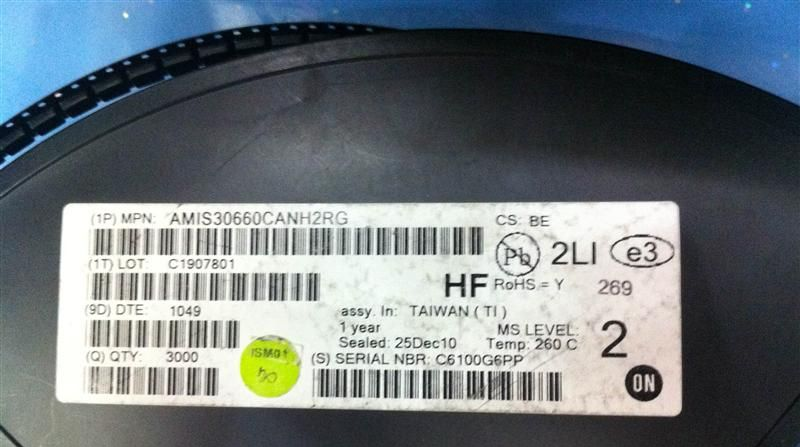 (1P) MPN: AMIS30660CANH2RG
CS: BE
Pb 2LI e3
(1T) LOT: C1907801
HF RoHS = Y 269
(9D) DTE: 1049
assy. In: TAIWAN ( TI )
1 year
MS LEVEL: 2
Sealed: 25Dec10 Temp: 260 C
(Q) QTY: 3000
ISM01
(S) SERIAL NBR: C6100G6PP
ON